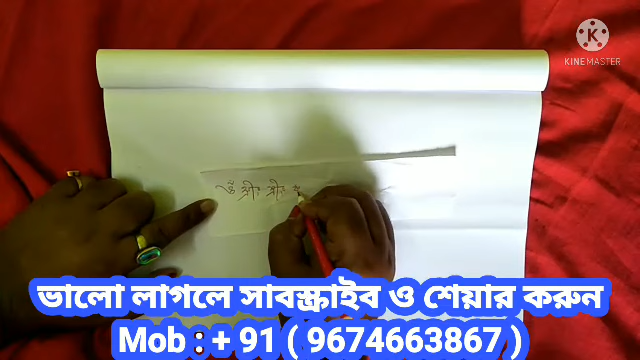 KINEMASTER
ওঁ শ্রীং শ্রীং
ভালো লাগলে সাবস্ক্রাইব ও শেয়ার করুন
Mob : + 91 ( 9674663867 )